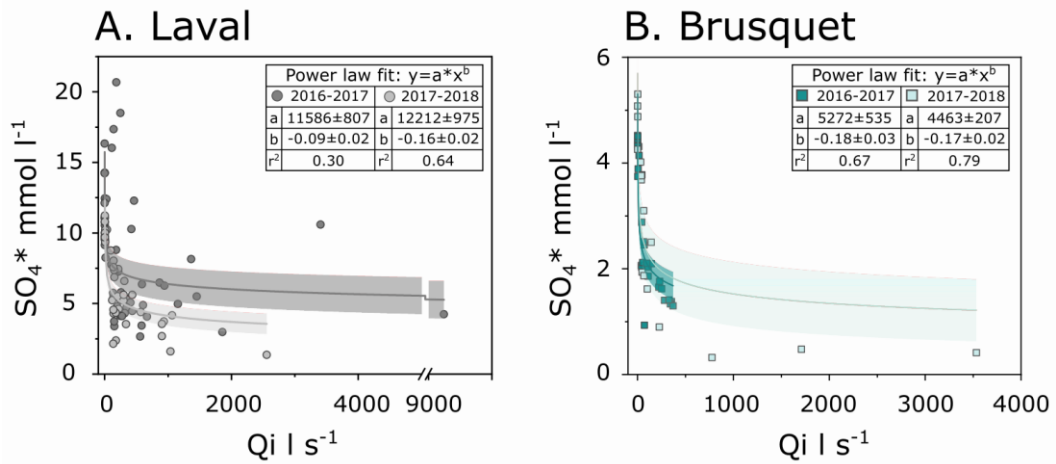 A. Laval
B. Brusquet
SO4* mmol l-1
20
15
10
5
0
Power law fit: y=a*xb
2016-2017 2017-2018
a 11586±807 a 12212±975
b -0.09±0.02 b -0.16±0.02
r2 0.30 r2 0.64
0 2000 4000 9000
Qi l s-1
SO4* mmol l-1
6
4
2
0
Power law fit: y=a*xb
2016-2017 2017-2018
a 5272±535 a 4463±207
b -0.18±0.03 b -0.17±0.02
r2 0.67 r2 0.79
0 1000 2000 3000 4000
Qi l s-1